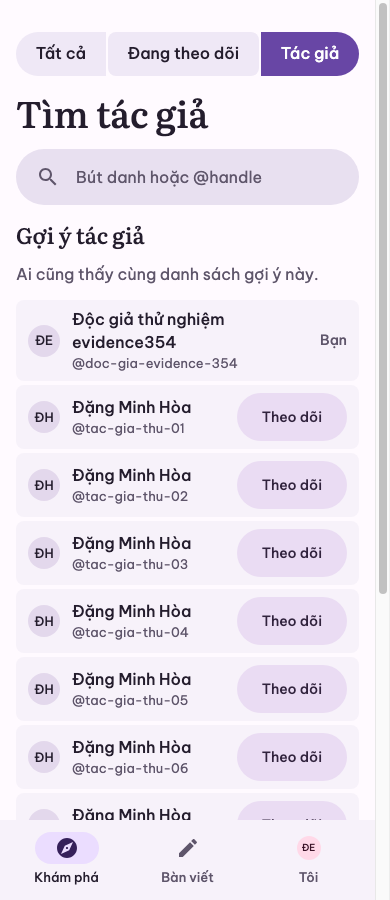 Tất cả
Đang theo dõi
Tác giả
Tìm tác giả
Bút danh hoặc @handle
Gợi ý tác giả
Ai cũng thấy cùng danh sách gợi ý này.
ĐE
Độc giả thử nghiệm
evidence354
@doc-gia-evidence-354
Bạn
ĐH
Đặng Minh Hòa
@tac-gia-thu-01
Theo dõi
ĐH
Đặng Minh Hòa
@tac-gia-thu-02
Theo dõi
ĐH
Đặng Minh Hòa
@tac-gia-thu-03
Theo dõi
ĐH
Đặng Minh Hòa
@tac-gia-thu-04
Theo dõi
ĐH
Đặng Minh Hòa
@tac-gia-thu-05
Theo dõi
ĐH
Đặng Minh Hòa
@tac-gia-thu-06
Theo dõi
Đặng Minh Hòa
Khám phá
Bàn viết
ĐE
Tôi